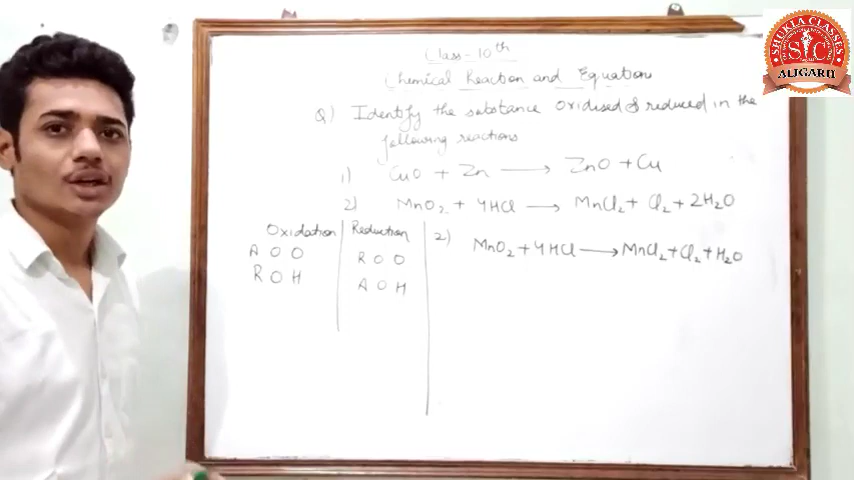 Class-10th
Chemical Reaction and Equation
Q) Identify the substance oxidised & reduced in the
following reactions
1) CuO + Zn → ZnO + Cu
2) MnO₂ + 4HCl → MnCl₂ + Cl₂ + 2H₂O
Oxidation
A O O
R O H
Reduction
R O O
A O H
2) MnO₂ + 4HCl → MnCl₂ + Cl₂ + H₂O
SHUKLA CLASSES
SC
ALIGARH